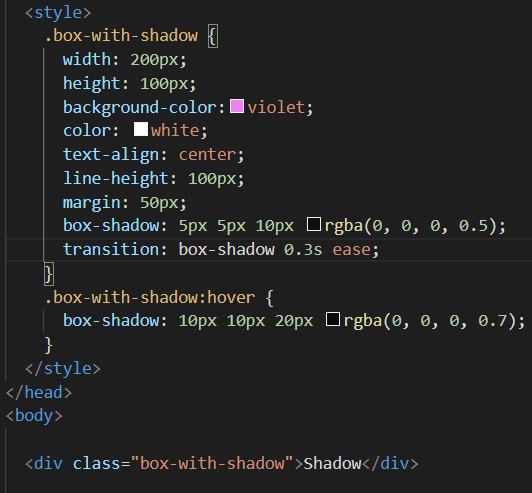 <style>
.box-with-shadow {
width: 200px;
height: 100px;
background-color: violet;
color: white;
text-align: center;
line-height: 100px;
margin: 50px;
box-shadow: 5px 5px 10px rgba(0, 0, 0, 0.5);
transition: box-shadow 0.3s ease;
}
.box-with-shadow:hover {
box-shadow: 10px 10px 20px rgba(0, 0, 0, 0.7);
}
</style>
</head>
<body>
<div class="box-with-shadow">Shadow</div>